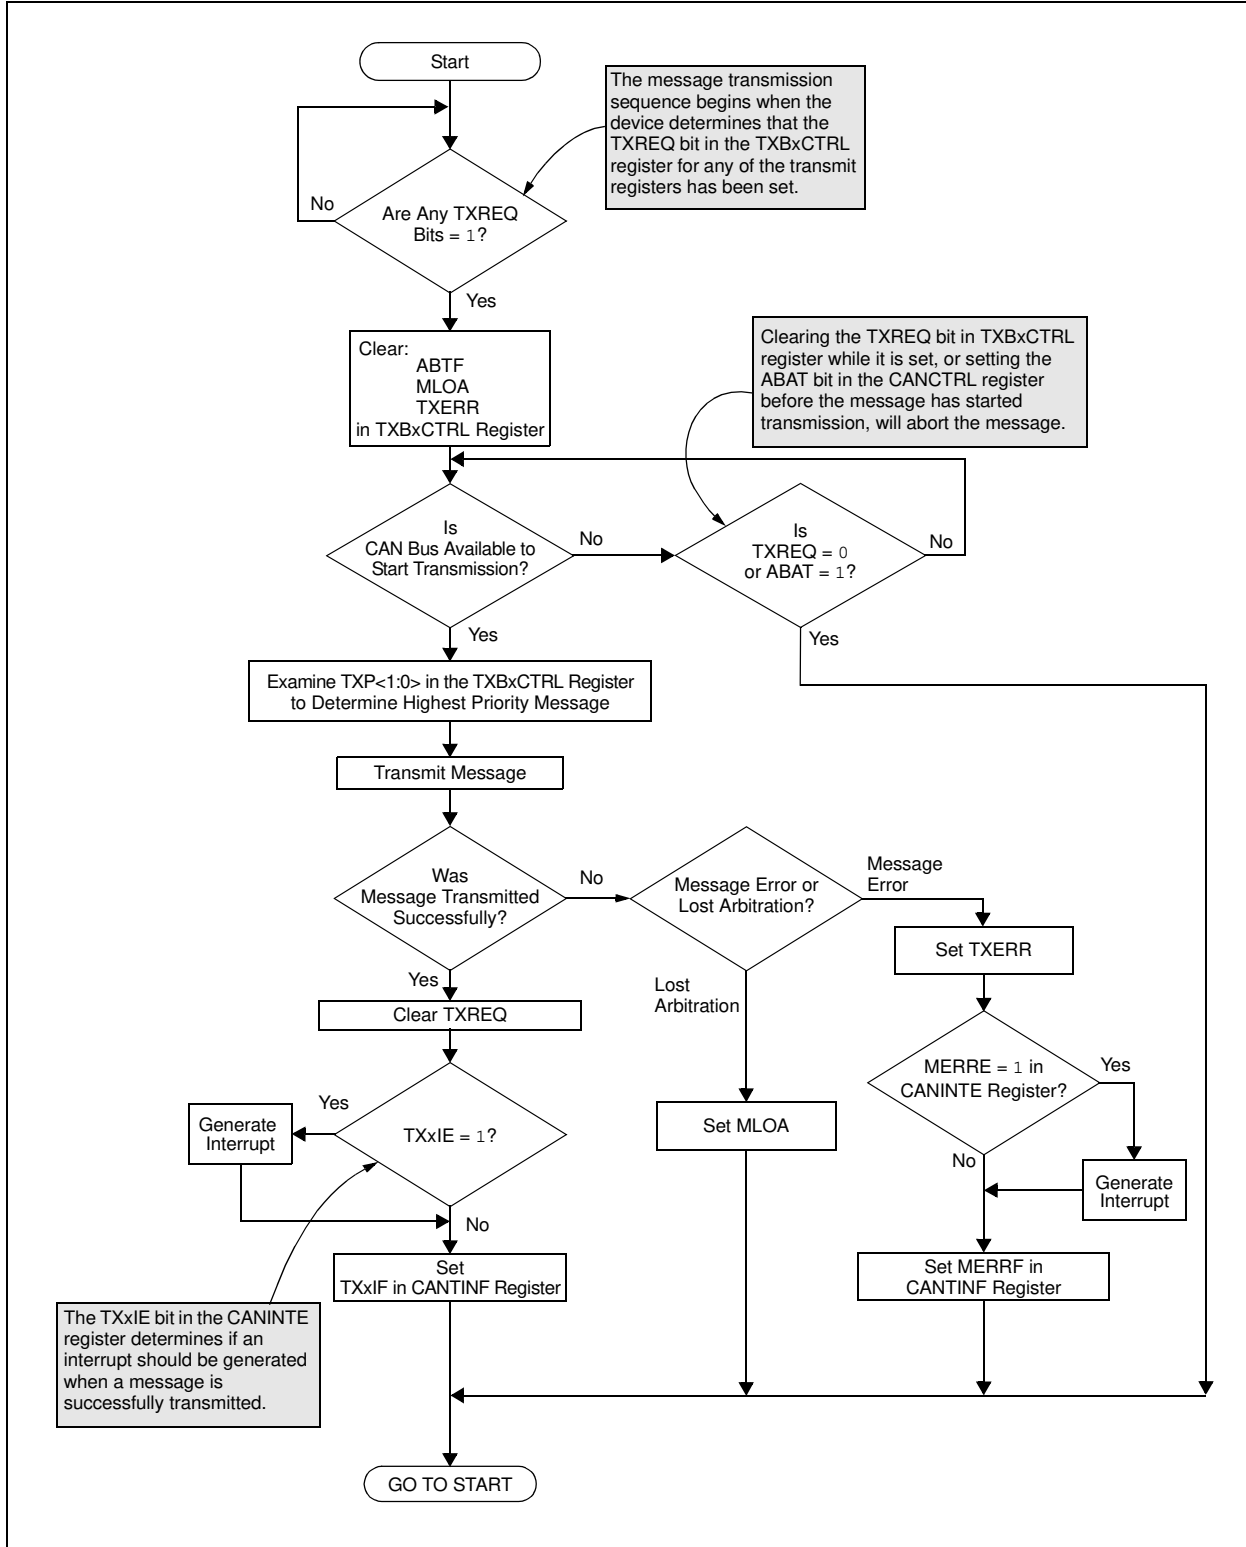 Start
The message transmission
sequence begins when the
device determines that the
TXREQ bit in the TXBxCTRL
register for any of the transmit
registers has been set.
No
Are Any TXREQ
Bits = 1?
Yes
Clear:
ABTF
MLOA
TXERR
in TXBxCTRL Register
Clearing the TXREQ bit in TXBxCTRL
register while it is set, or setting the
ABAT bit in the CANCTRL register
before the message has started
transmission, will abort the message.
Is
CAN Bus Available to
Start Transmission?
No
Is
TXREQ = 0
or ABAT = 1?
No
Yes
Yes
Examine TXP<1:0> in the TXBxCTRL Register
to Determine Highest Priority Message
Transmit Message
Was
Message Transmitted
Successfully?
No
Message Error or
Lost Arbitration?
Message
Error
Set TXERR
Yes
Lost
Arbitration
Clear TXREQ
MERRE = 1 in
CANINTE Register?
Yes
Yes
Generate
Interrupt
TXxIE = 1?
Set MLOA
No
Generate
Interrupt
No
Set
TXxIF in CANTINF Register
Set MERRF in
CANTINF Register
The TXxIE bit in the CANINTE
register determines if an
interrupt should be generated
when a message is
successfully transmitted.
GO TO START